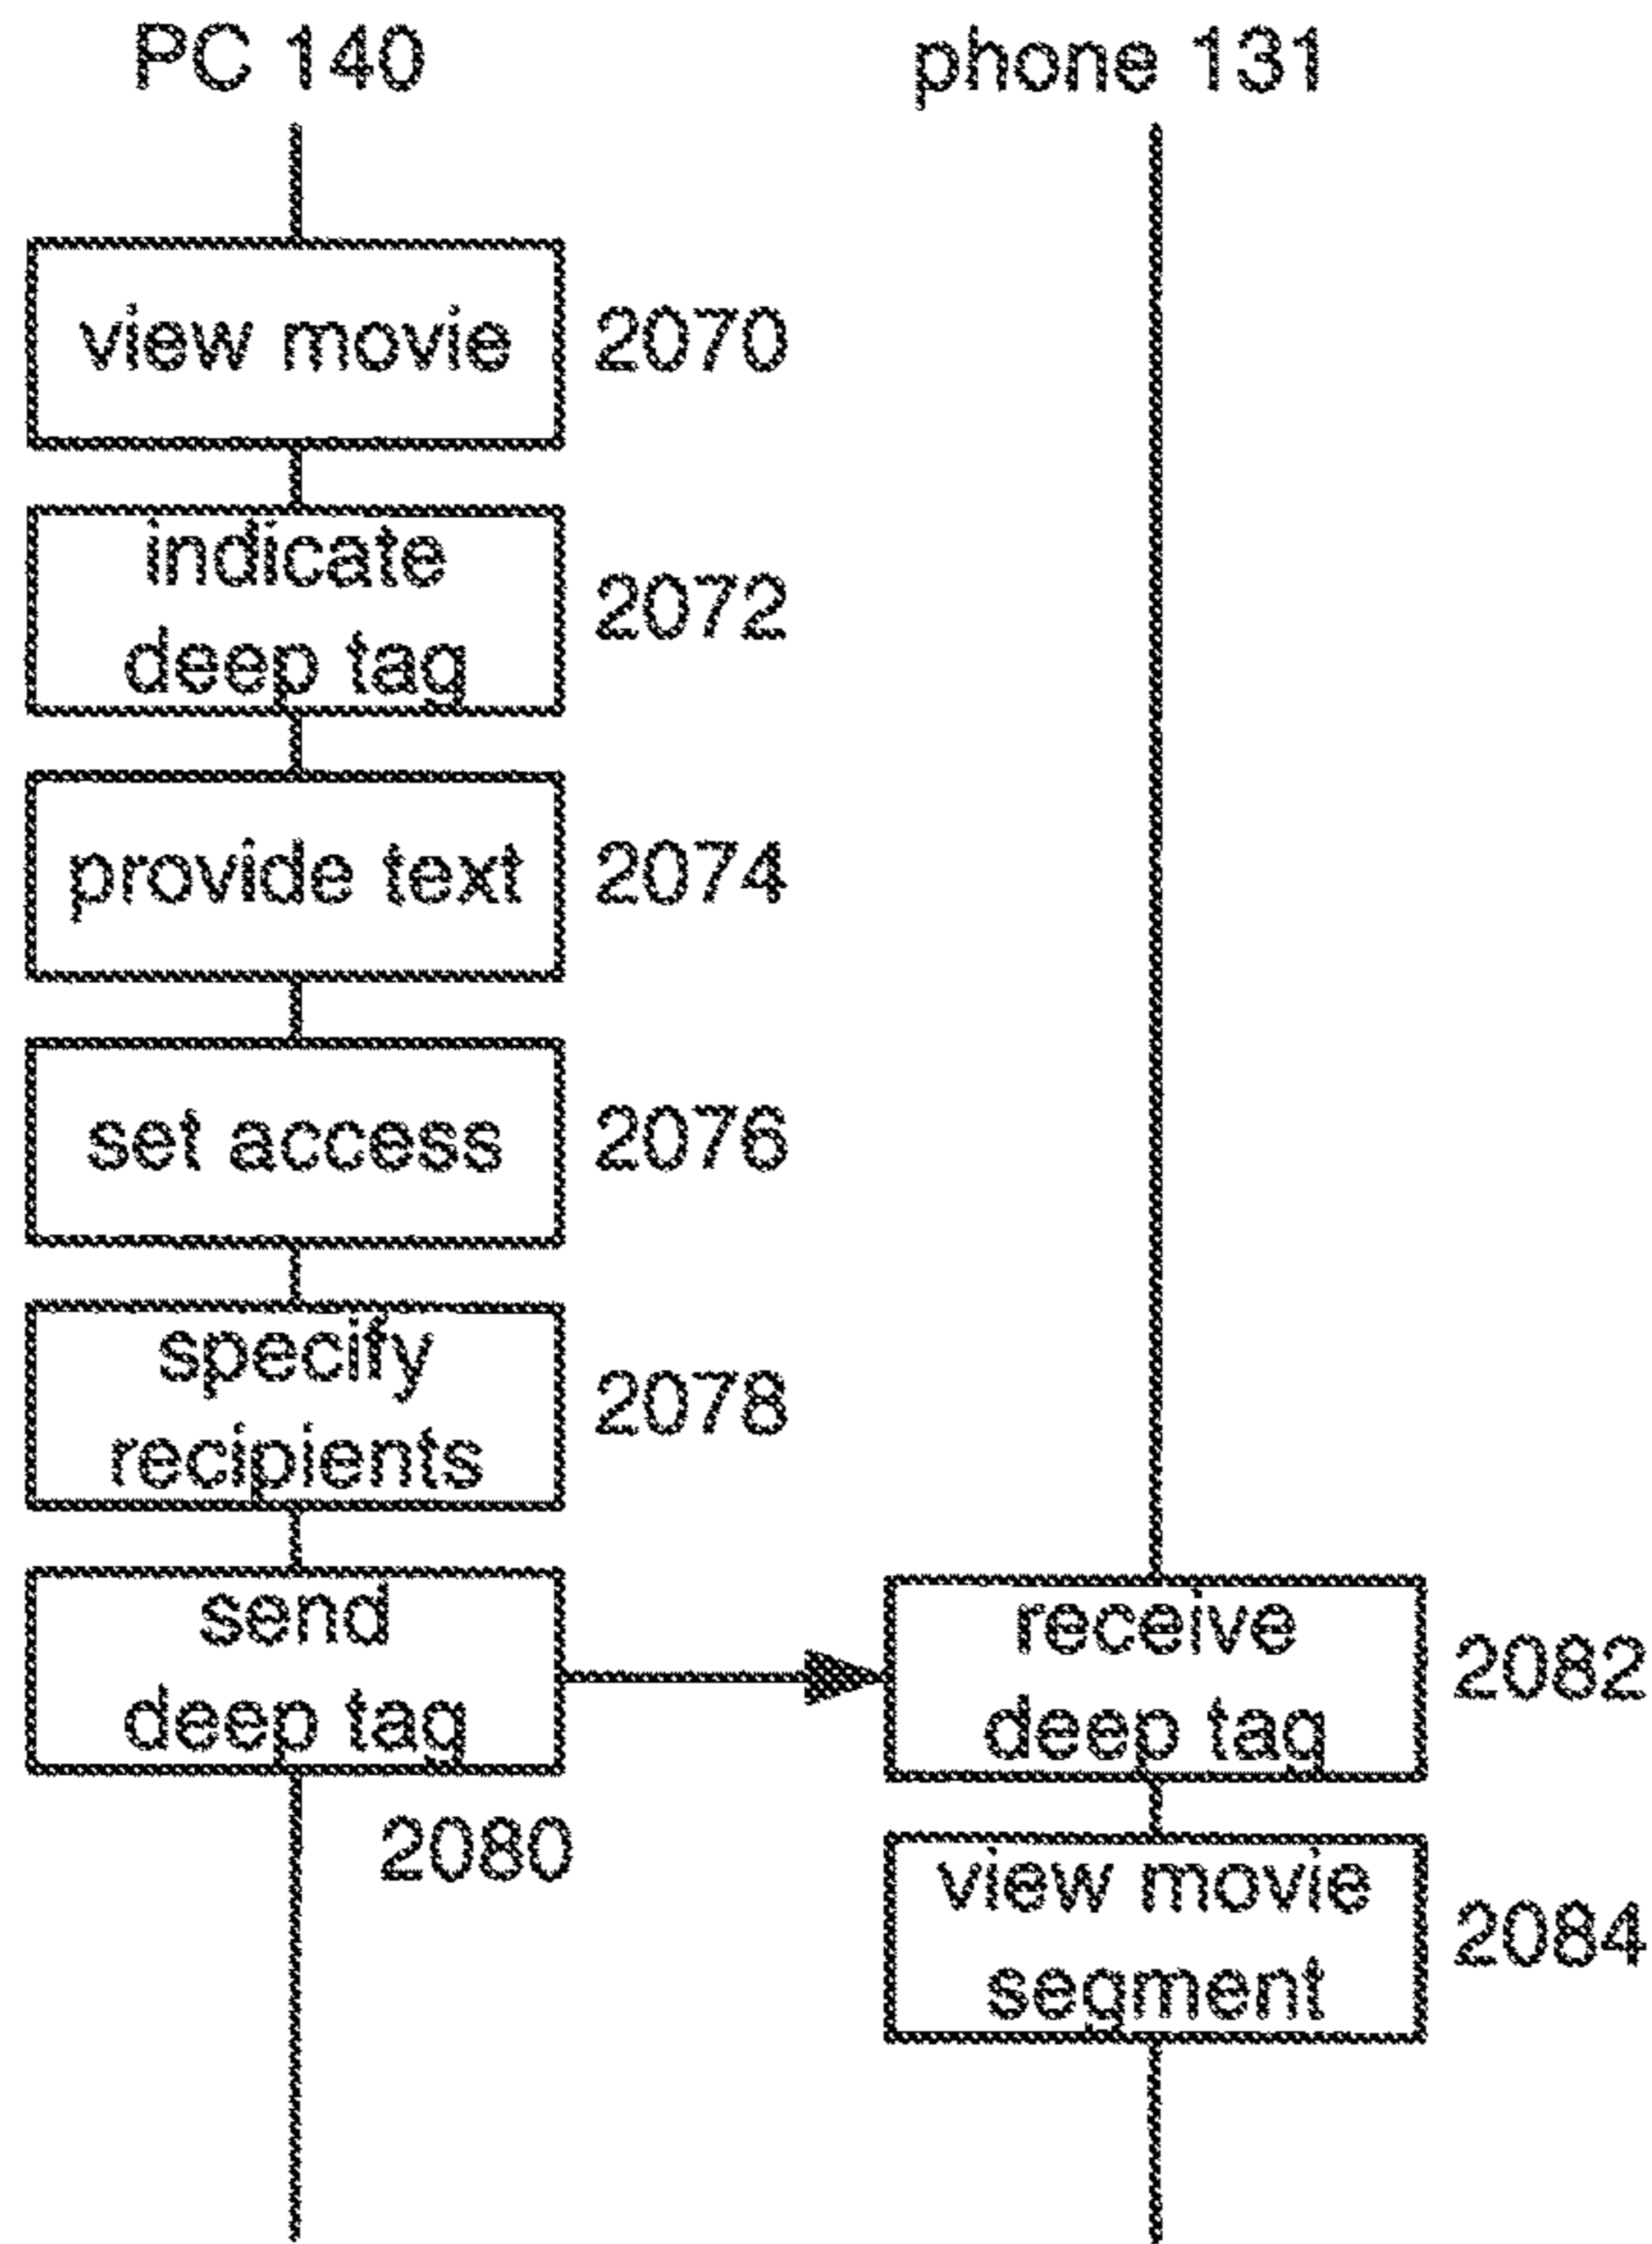 PC 140
phone 131
view movie
2070
indicate
deep tag
2072
provide text
2074
set access
2076
specify
recipients
2078
send
deep tag
2080
receive
deep tag
2082
view movie
segment
2084